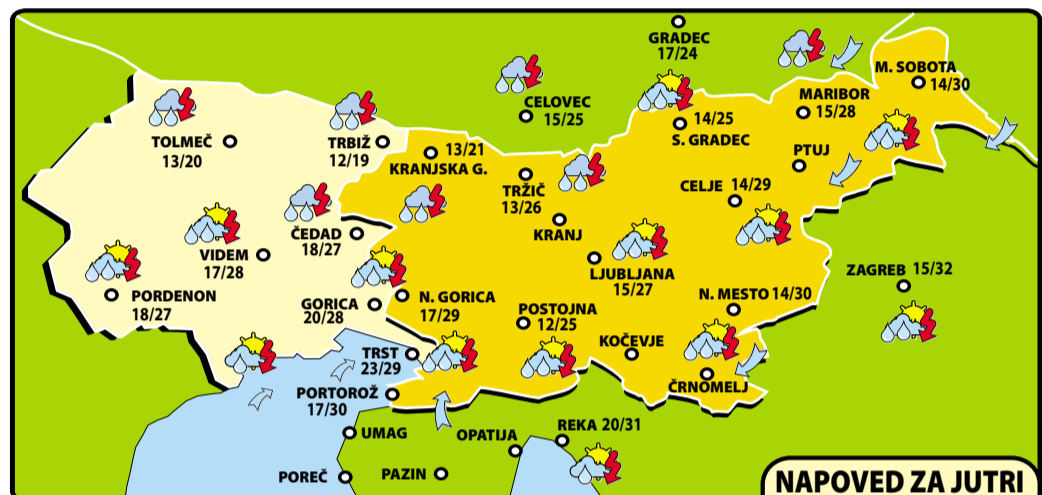 GRADEC
17/24
M. SOBOTA
14/30
CELOVEC
15/25
MARIBOR
15/28
14/25
S. GRADEC
TOLMEČ
13/20
TRBIŽ
12/19
13/21
KRANJSKA G.
PTUJ
TRŽIČ
13/26
CELJE 14/29
KRANJ
ČEDAD
18/27
VIDEM
17/28
LJUBLJANA
15/27
ZAGREB 15/32
PORDENON
18/27
GORICA
20/28
N. GORICA
17/29
POSTOJNA
12/25
N. MESTO 14/30
KOČEVJE
TRST
23/29
ČRNOMELJ
PORTOROŽ
17/30
UMAG
OPATIJA
REKA 20/31
POREČ
PAZIN
NAPOVED ZA JUTRI